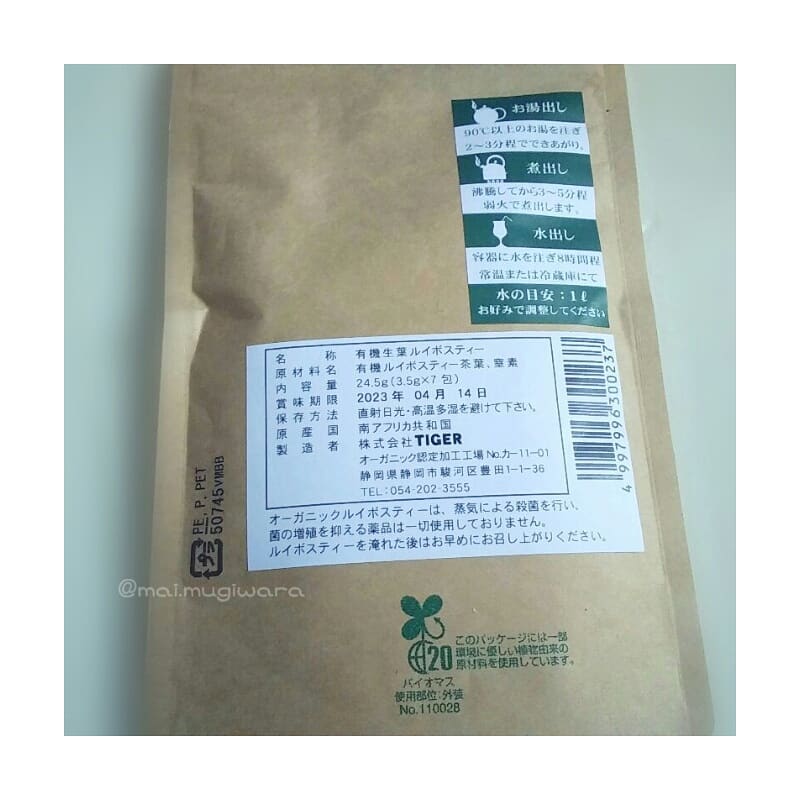 お湯出し
90℃以上のお湯を注ぎ
2〜3分程でできあがり。
煮出し
沸騰してから3〜5分程
弱火で煮出します。
水出し
容器に水を注ぎ8時間程
常温または冷蔵庫にて
水の目安：1ℓ
お好みで調整してください
名称 有機生葉ルイボスティー
原材料名 有機ルイボスティー茶葉、窒素
内容量 24.5g(3.5g×7包)
賞味期限 2023年 04月 14日
保存方法 直射日光・高温多湿を避けて下さい。
原産国 南アフリカ共和国
製造者 株式会社TIGER
オーガニック認定加工工場No.カ-11-01
静岡県静岡市駿河区豊田1-1-36
TEL:054-202-3555
4997996300237
オーガニックルイボスティーは、蒸気による殺菌を行い、
菌の増殖を抑える薬品は一切使用しておりません。
ルイボスティーを淹れた後はお早めにお召し上がりください。
PE, P, PET
50745VMBB
プラ
@mai.mugiwara
20
このパッケージには一部
環境に優しい植物由来の
原材料を使用しています。
バイオマス
使用部位:外装
No.110028